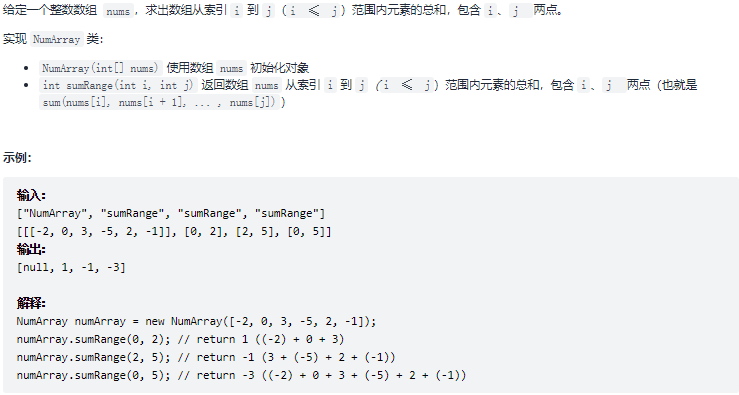 给定一个整数数组 nums，求出数组从索引 i 到 j（i ≤ j）范围内元素的总和，包含 i、j 两点。
实现 NumArray 类：
NumArray(int[] nums) 使用数组 nums 初始化对象
int sumRange(int i, int j) 返回数组 nums 从索引 i 到 j（i ≤ j）范围内元素的总和，包含 i、j 两点（也就是
sum(nums[i], nums[i + 1], ... , nums[j])）
示例：
输入：
["NumArray", "sumRange", "sumRange", "sumRange"]
[[[-2, 0, 3, -5, 2, -1]], [0, 2], [2, 5], [0, 5]]
输出：
[null, 1, -1, -3]
解释：
NumArray numArray = new NumArray([-2, 0, 3, -5, 2, -1]);
numArray.sumRange(0, 2); // return 1 ((-2) + 0 + 3)
numArray.sumRange(2, 5); // return -1 (3 + (-5) + 2 + (-1))
numArray.sumRange(0, 5); // return -3 ((-2) + 0 + 3 + (-5) + 2 + (-1))